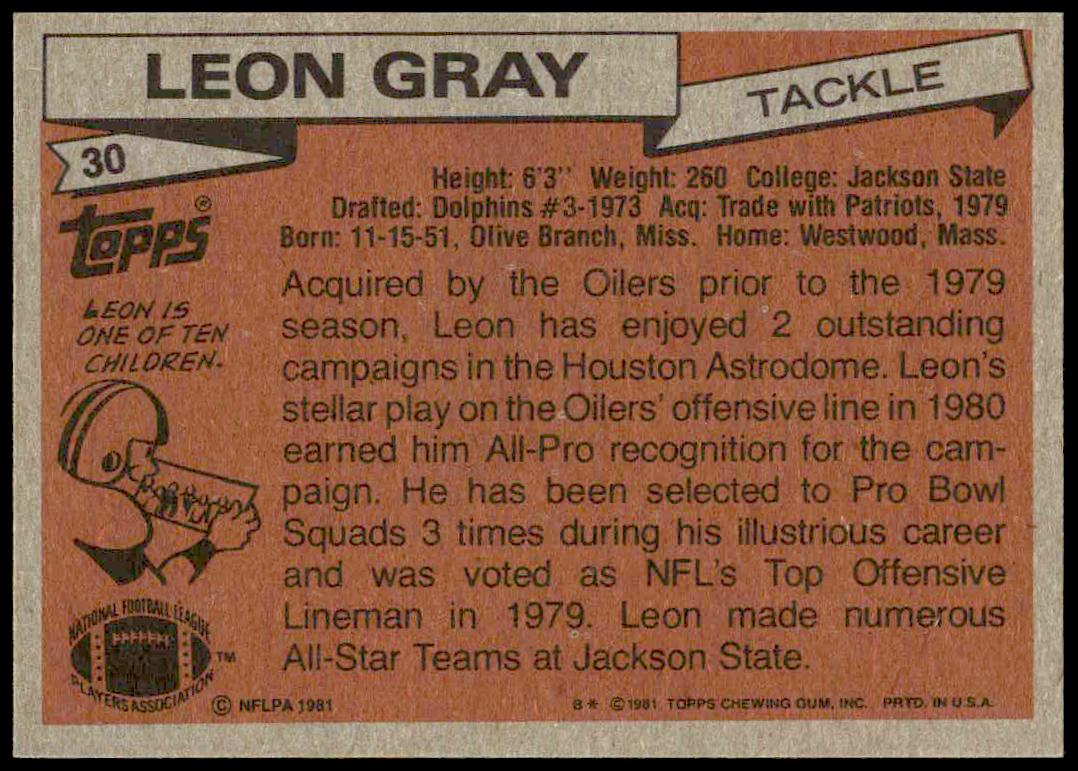 LEON GRAY
TACKLE
30
Height: 6'3'' Weight: 260 College: Jackson State
Drafted: Dolphins #3-1973 Acq: Trade with Patriots, 1979
Born: 11-15-51, Olive Branch, Miss. Home: Westwood, Mass.
Topps®
LEON IS
ONE OF TEN
CHILDREN.
Acquired by the Oilers prior to the 1979
season, Leon has enjoyed 2 outstanding
campaigns in the Houston Astrodome. Leon's
stellar play on the Oilers' offensive line in 1980
earned him All-Pro recognition for the cam-
paign. He has been selected to Pro Bowl
Squads 3 times during his illustrious career
and was voted as NFL's Top Offensive
Lineman in 1979. Leon made numerous
All-Star Teams at Jackson State.
NATIONAL FOOTBALL LEAGUE
PLAYERS ASSOCIATION
TM
© NFLPA 1981
B* ©1981 TOPPS CHEWING GUM, INC. PRTD. IN U.S.A.